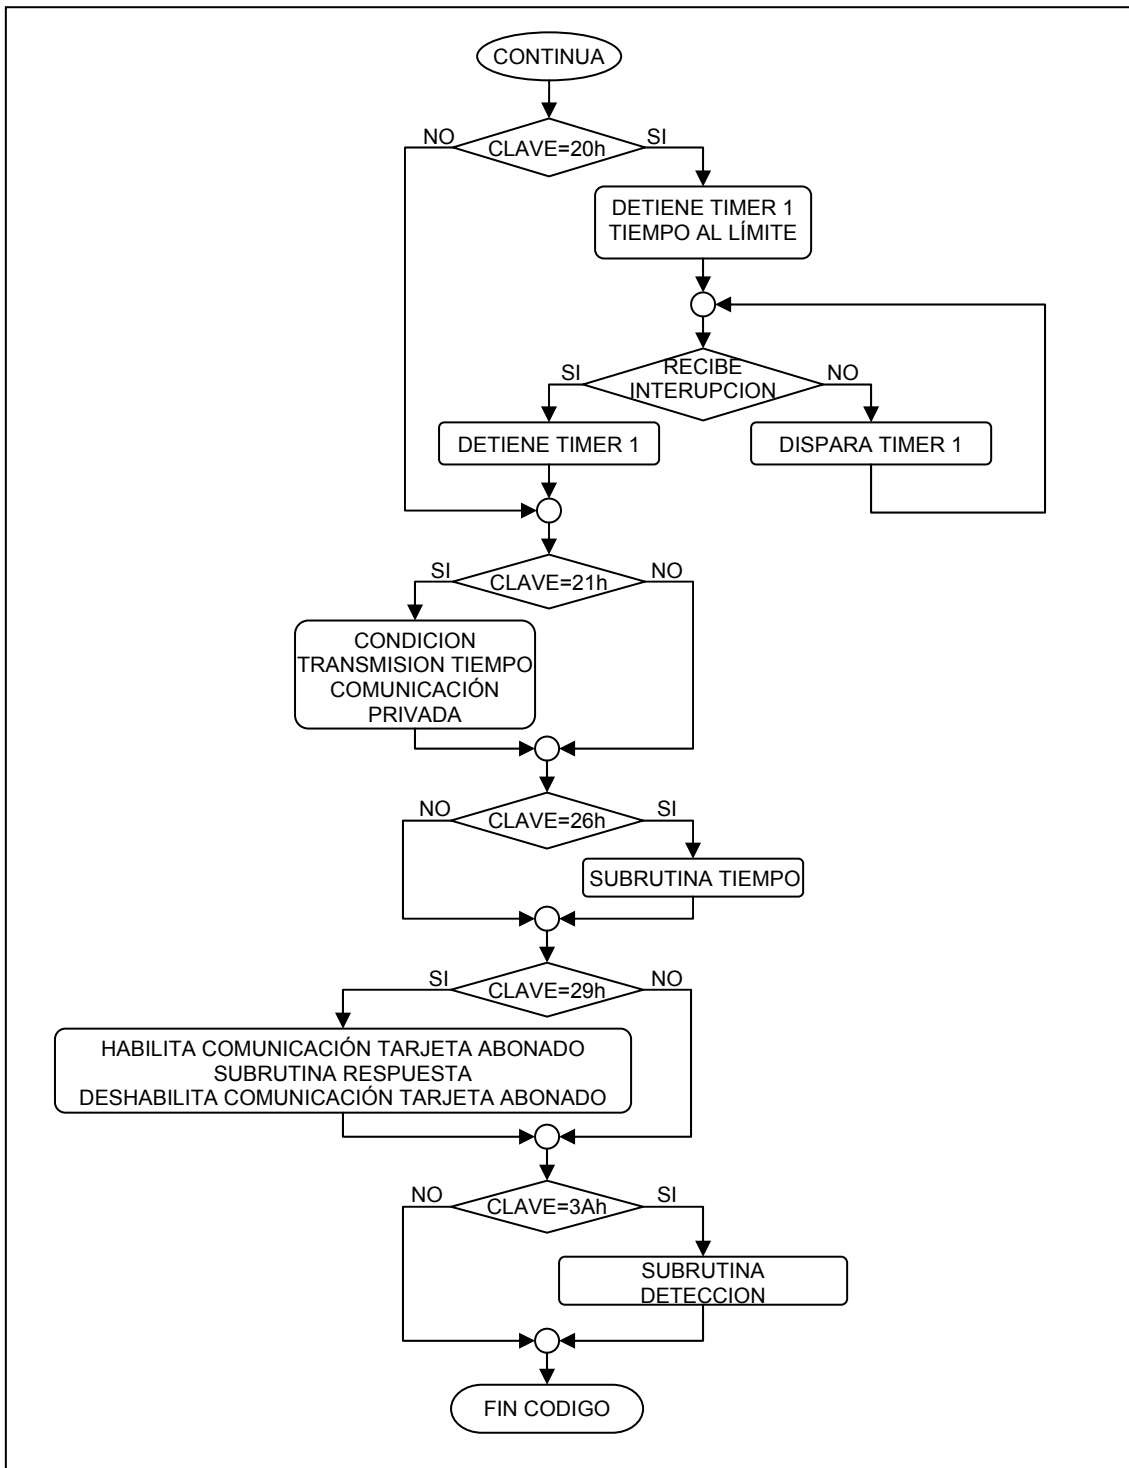 CONTINUA
NO
CLAVE=20h
SI
DETIENE TIMER 1
TIEMPO AL LÍMITE
SI
RECIBE
INTERUPCION
NO
DETIENE TIMER 1
DISPARA TIMER 1
SI
CLAVE=21h
NO
CONDICION
TRANSMISION TIEMPO
COMUNICACIÓN
PRIVADA
NO
CLAVE=26h
SI
SUBRUTINA TIEMPO
SI
CLAVE=29h
NO
HABILITA COMUNICACIÓN TARJETA ABONADO
SUBRUTINA RESPUESTA
DESHABILITA COMUNICACIÓN TARJETA ABONADO
NO
CLAVE=3Ah
SI
SUBRUTINA
DETECCION
FIN CODIGO